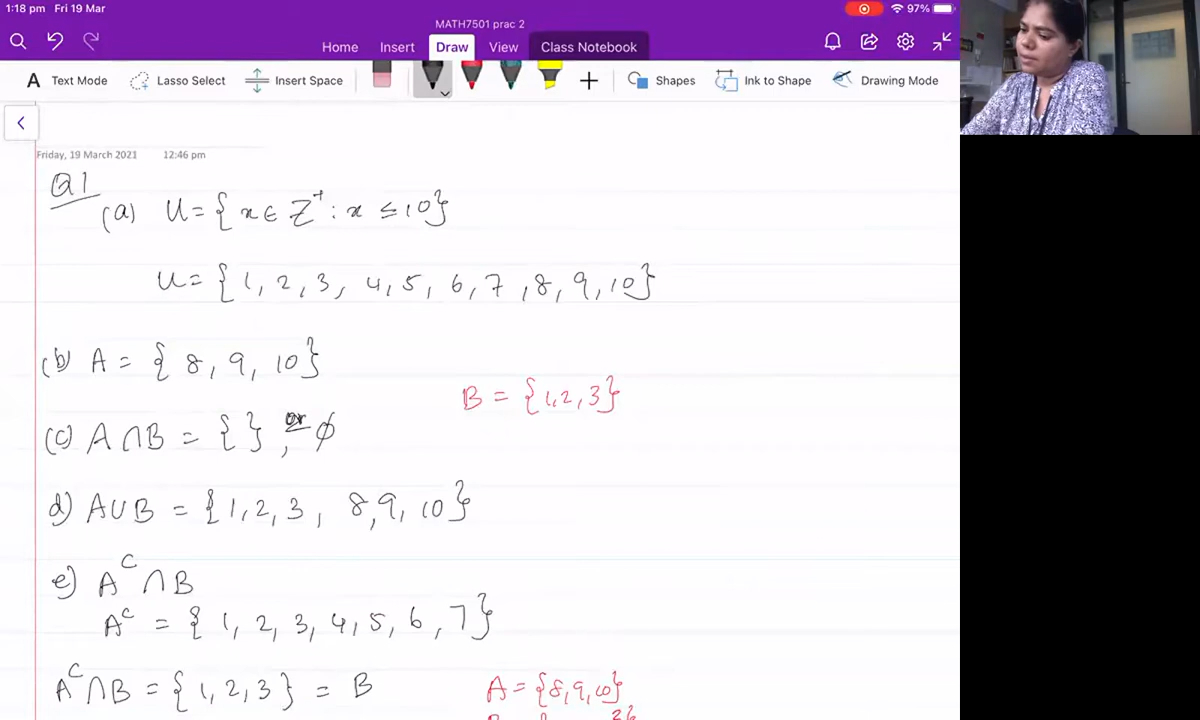 1:18 pm Fri 19 Mar
97%
MATH7501 prac 2
Home Insert Draw View Class Notebook
A Text Mode Lasso Select Insert Space Shapes Ink to Shape Drawing Mode
Friday, 19 March 2021 12:46 pm
Q1
(a) U = { x ∈ Z⁺ : x ≤ 10}
U = { 1, 2, 3, 4, 5, 6, 7, 8, 9, 10}
(b) A = { 8, 9, 10}
B = {1, 2, 3}
(c) A ∩ B = { }, or ϕ
d) A ∪ B = {1, 2, 3, 8, 9, 10}
e) Aᶜ ∩ B
Aᶜ = { 1, 2, 3, 4, 5, 6, 7}
Aᶜ ∩ B = { 1, 2, 3 } = B
A = {8, 9, 10}